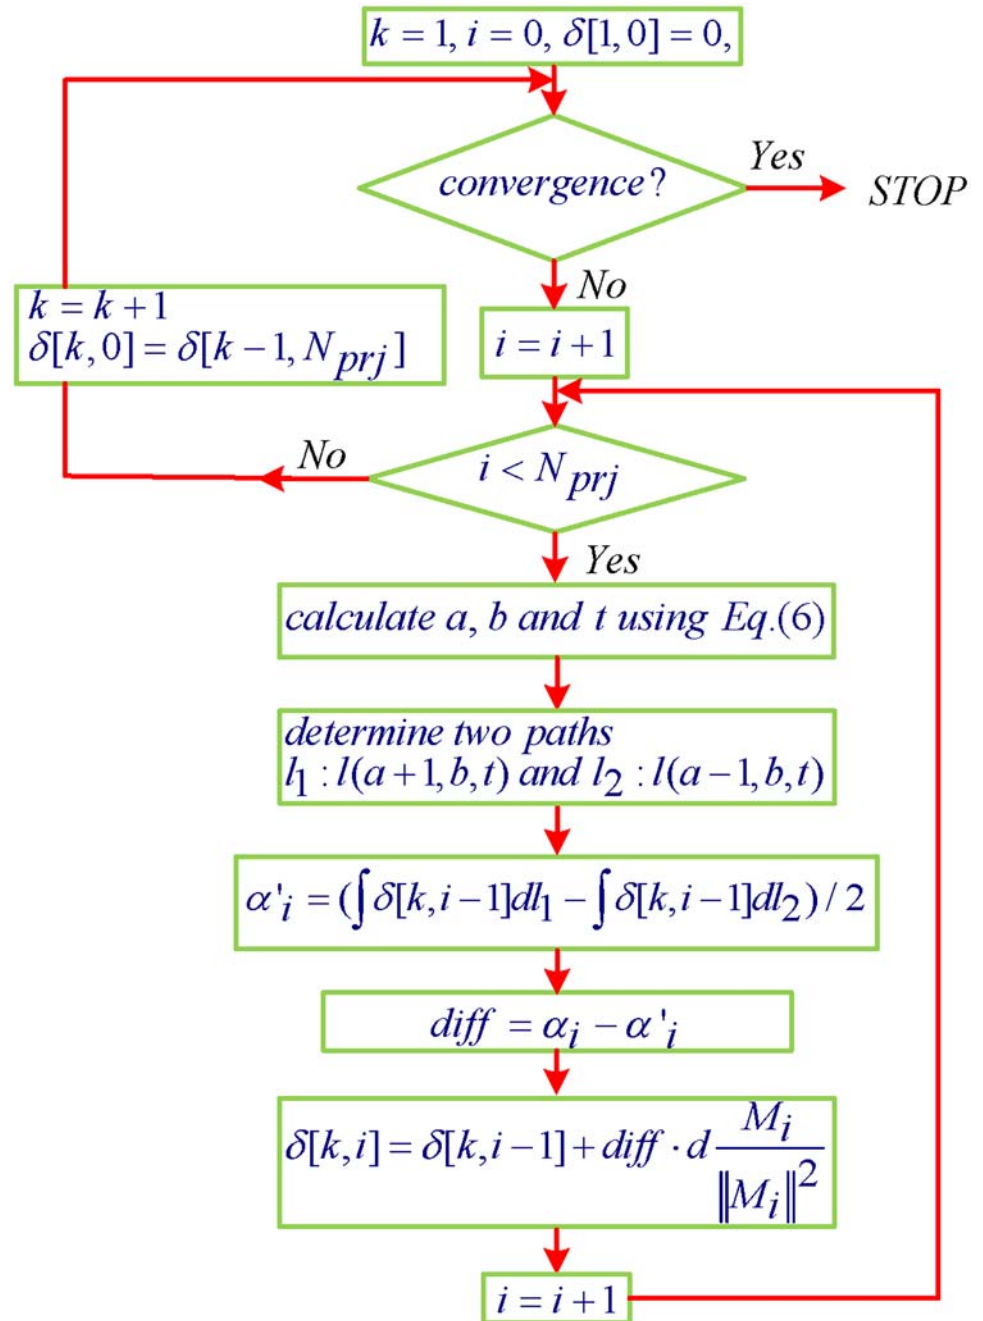 k = 1, i = 0, δ[1,0] = 0,
convergence?
Yes
STOP
No
k = k + 1
δ[k,0] = δ[k−1, N_prj]
i = i + 1
No
i < N_prj
Yes
calculate a, b and t using Eq.(6)
determine two paths
l_1 : l(a+1,b,t) and l_2 : l(a−1,b,t)
α'_i = (∫δ[k,i−1]dl_1 − ∫δ[k,i−1]dl_2) / 2
diff = α_i − α'_i
δ[k,i] = δ[k,i−1] + diff · d M_i / ‖M_i‖^2
i = i + 1